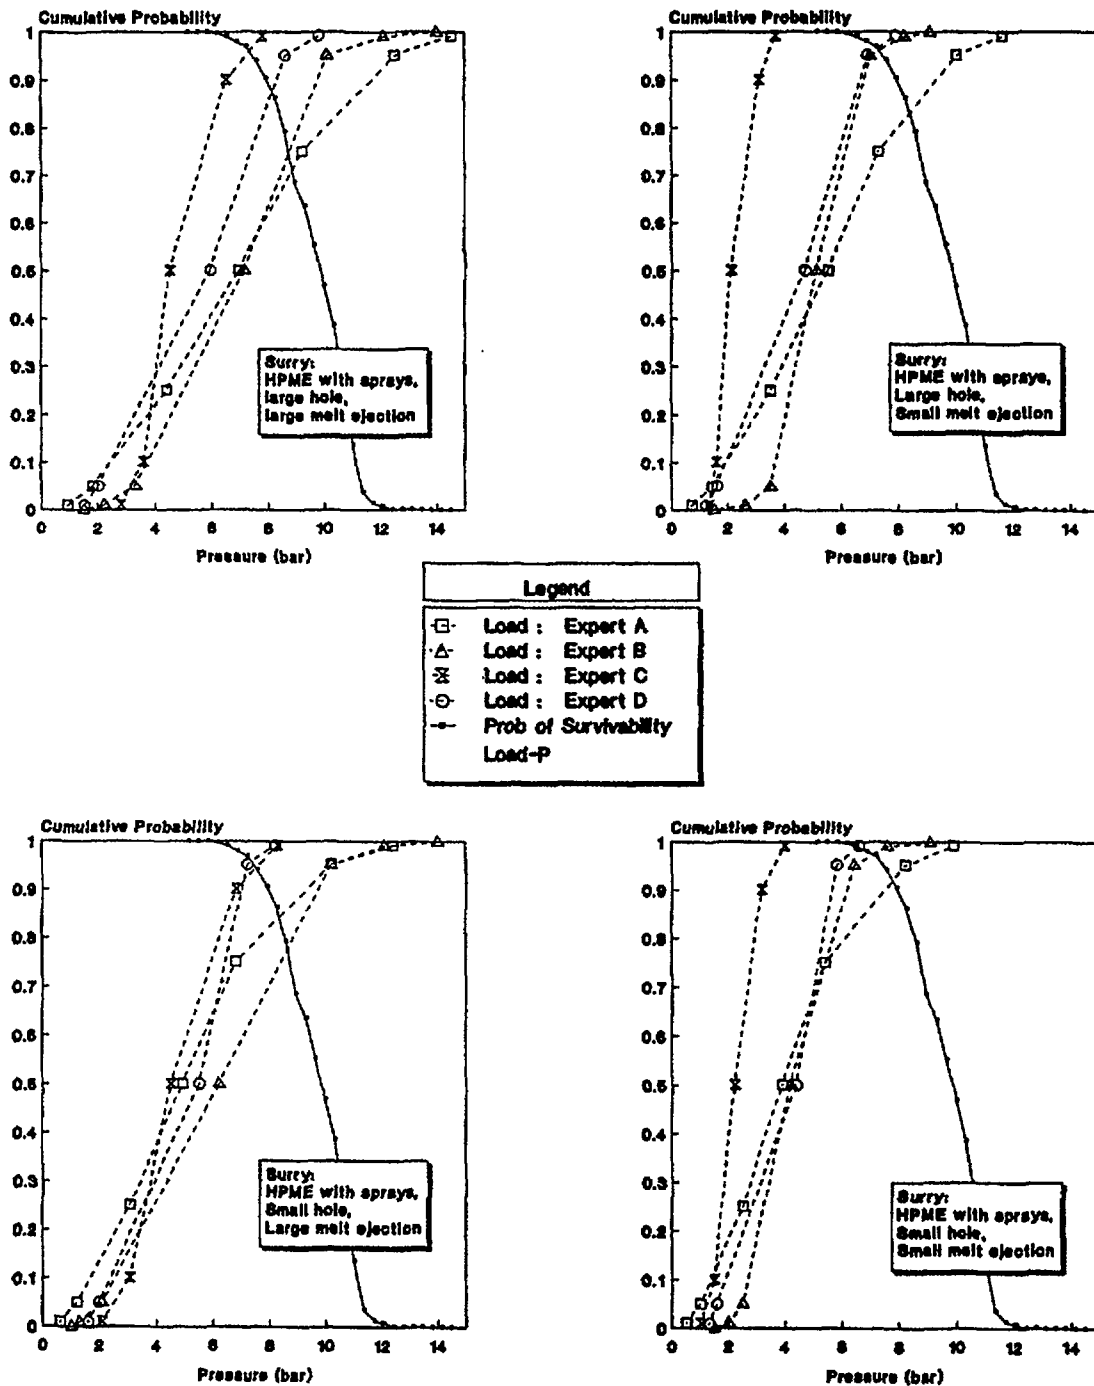 Cumulative Probability
1
0.9
0.8
0.7
0.6
0.5
0.4
0.3
0.2
0.1
0
0 2 4 6 8 10 12 14
Pressure (bar)
Surry:
HPME with sprays,
large hole,
large melt ejection
Cumulative Probability
1
0.9
0.8
0.7
0.6
0.5
0.4
0.3
0.2
0.1
0
0 2 4 6 8 10 12 14
Pressure (bar)
Surry:
HPME with sprays,
Large hole,
Small melt ejection
Legend
Load : Expert A
Load : Expert B
Load : Expert C
Load : Expert D
Prob of Survivability
Load-P
Cumulative Probability
1
0.9
0.8
0.7
0.6
0.5
0.4
0.3
0.2
0.1
0
0 2 4 6 8 10 12 14
Pressure (bar)
Surry:
HPME with sprays,
Small hole,
Large melt ejection
Cumulative Probability
1
0.9
0.8
0.7
0.6
0.5
0.4
0.3
0.2
0.1
0
0 2 4 6 8 10 12 14
Pressure (bar)
Surry:
HPME with sprays,
Small hole,
Small melt ejection